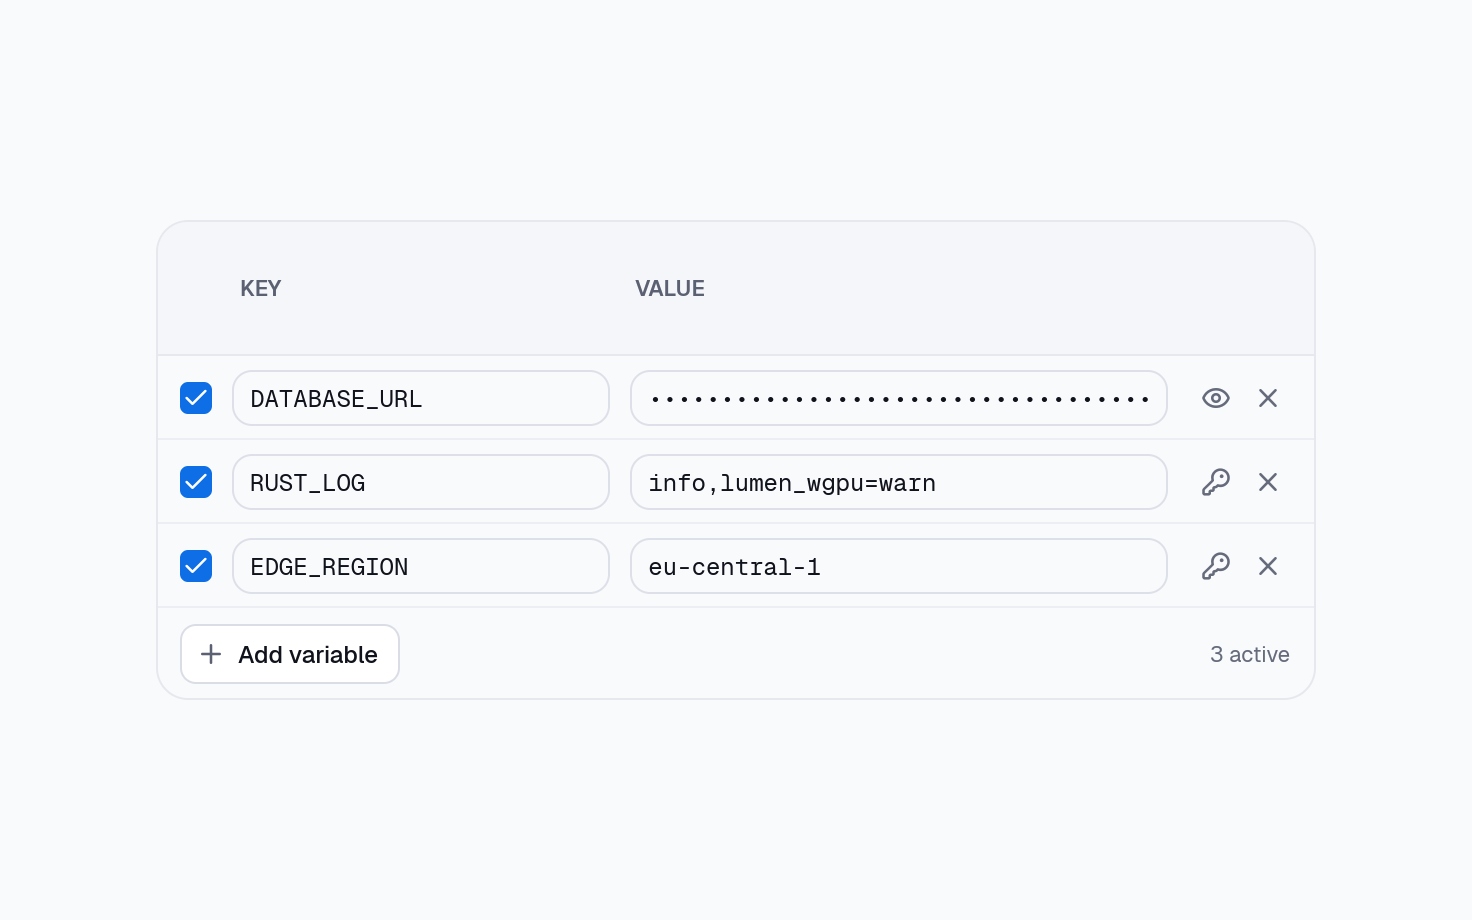 KEY VALUE
DATABASE_URL •••••••••••••••••••••••••••••••••••
RUST_LOG info,lumen_wgpu=warn
EDGE_REGION eu-central-1
Add variable 3 active